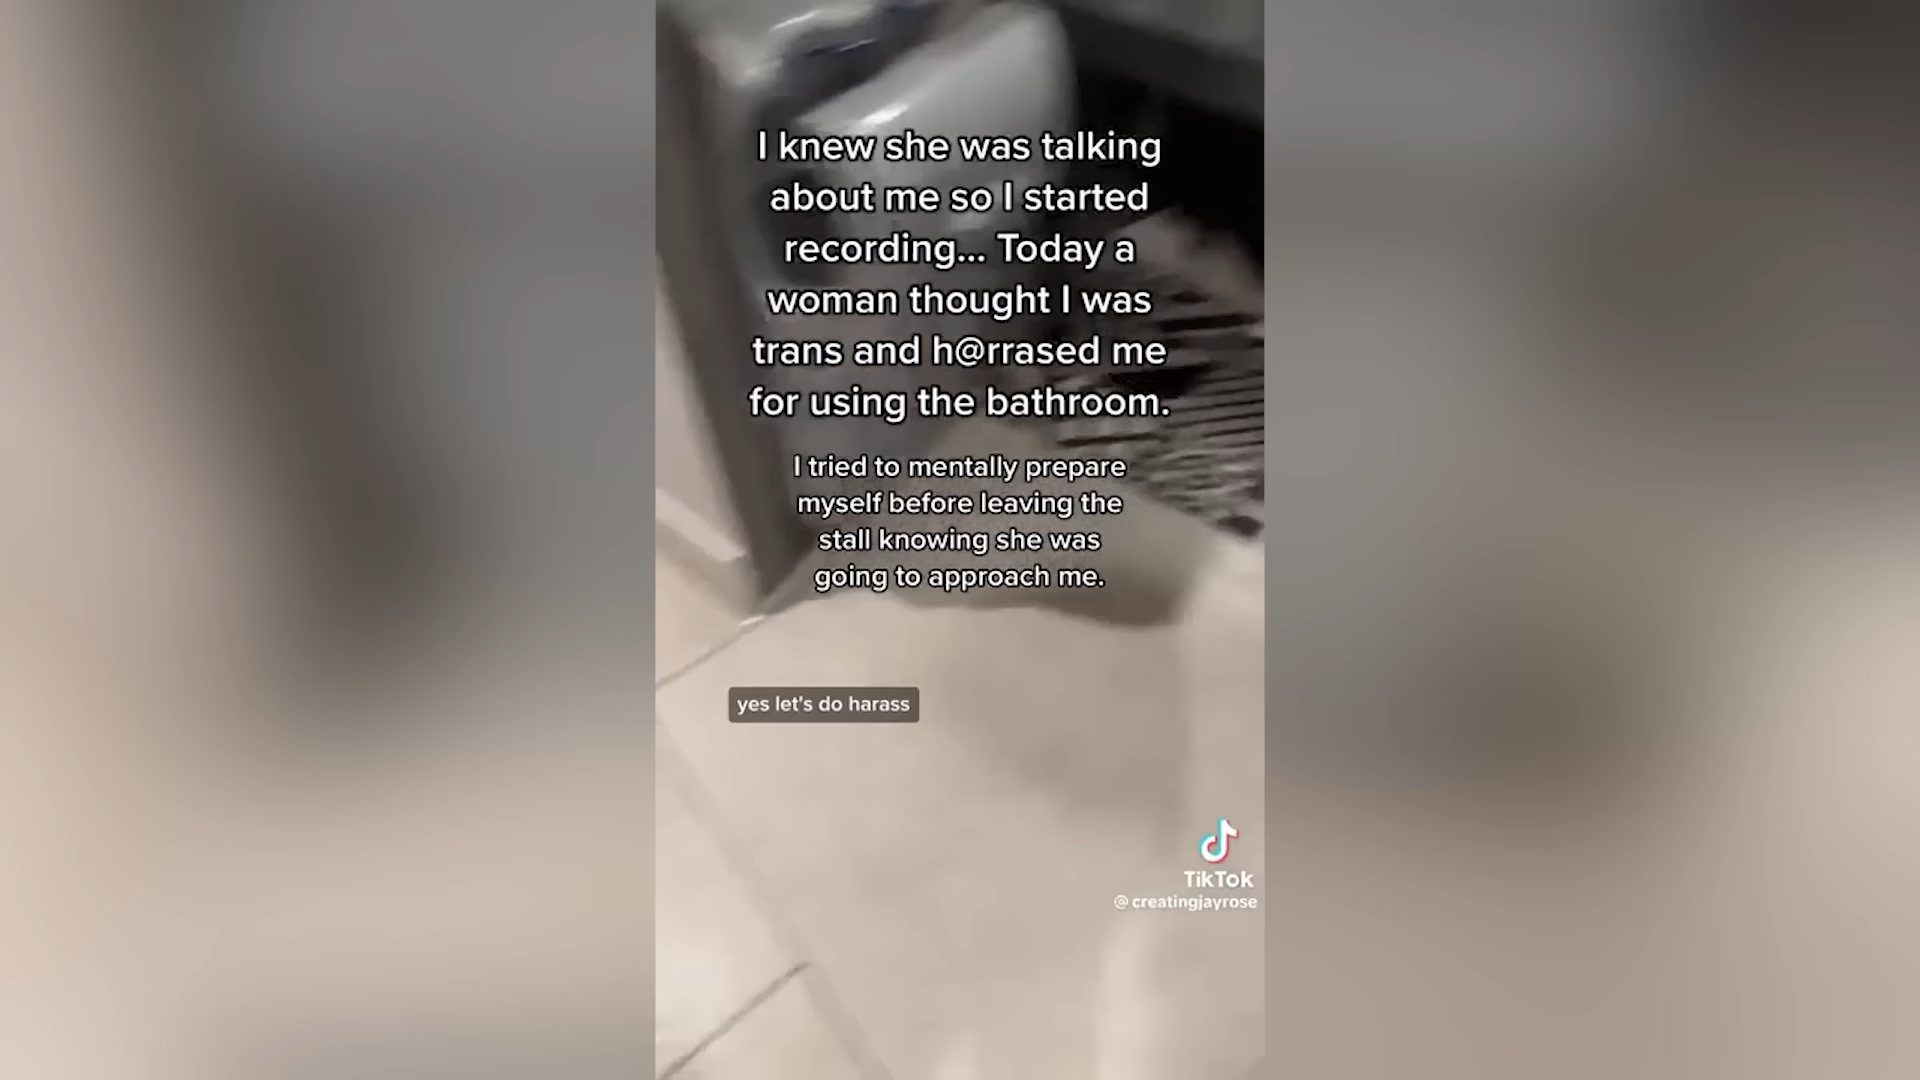 I knew she was talking
about me so I started
recording... Today a
woman thought I was
trans and h@rrased me
for using the bathroom.
I tried to mentally prepare
myself before leaving the
stall knowing she was
going to approach me.
yes let's do harass
TikTok
@creatingjayrose